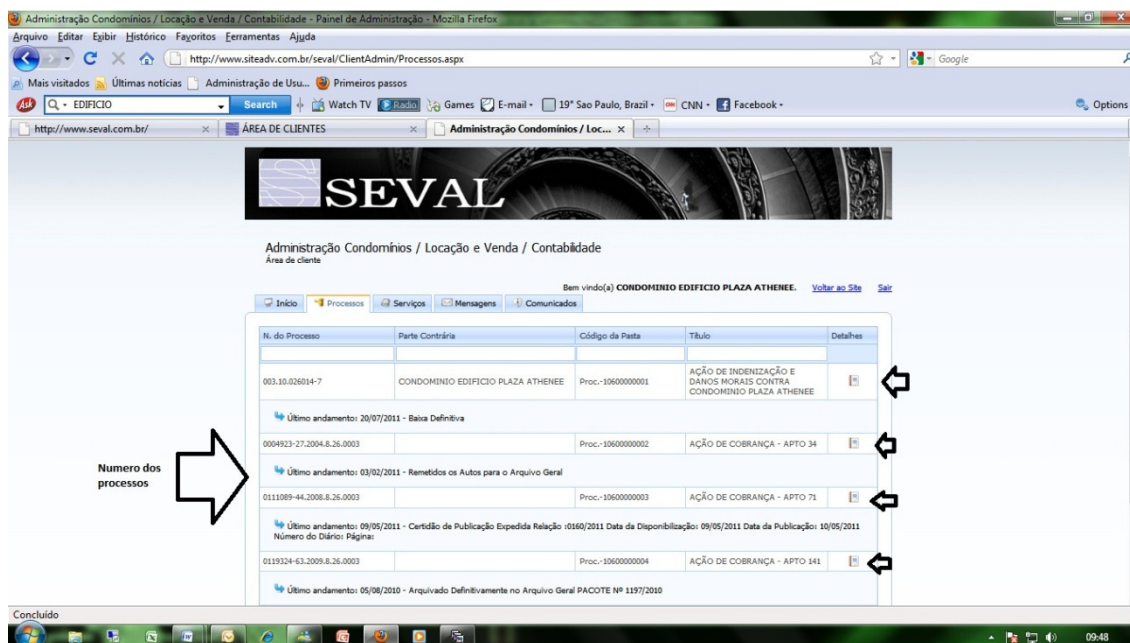 Administração Condomínios / Locação e Venda / Contabilidade - Painel de Administração - Mozilla Firefox
Arquivo Editar Exibir Histórico Favoritos Ferramentas Ajuda
http://www.siteadv.com.br/seval/ClientAdmin/Processos.aspx
Google
Mais visitados Últimas notícias Administração de Usu... Primeiros passos
Ask EDIFICIO Search Watch TV Radio Games E-mail 19° Sao Paulo, Brazil CNN Facebook Options
http://www.seval.com.br/ ÁREA DE CLIENTES Administração Condomínios / Loc...
SEVAL
Administração Condomínios / Locação e Venda / Contabilidade
Área de cliente
Bem vindo(a) CONDOMINIO EDIFICIO PLAZA ATHENEE. Voltar ao Site Sair
Início Processos Serviços Mensagens Comunicados
N. do Processo Parte Contrária Código da Pasta Título Detalhes
003.10.026014-7 CONDOMINIO EDIFICIO PLAZA ATHENEE Proc.-10600000001 AÇÃO DE INDENIZAÇÃO E
DANOS MORAIS CONTRA
CONDOMINIO PLAZA ATHENEE
Último andamento: 20/07/2011 - Baixa Definitiva
0004923-27.2004.8.26.0003 Proc.-10600000002 AÇÃO DE COBRANÇA - APTO 34
Último andamento: 03/02/2011 - Remetidos os Autos para o Arquivo Geral
Numero dos
processos
0111089-44.2008.8.26.0003 Proc.-10600000003 AÇÃO DE COBRANÇA - APTO 71
Último andamento: 09/05/2011 - Certidão de Publicação Expedida Relação :0160/2011 Data da Disponibilização: 09/05/2011 Data da Publicação: 10/05/2011
Número do Diário: Página:
0119324-63.2009.8.26.0003 Proc.-10600000004 AÇÃO DE COBRANÇA - APTO 141
Último andamento: 05/08/2010 - Arquivado Definitivamente no Arquivo Geral PACOTE Nº 1197/2010
Concluído
09:48